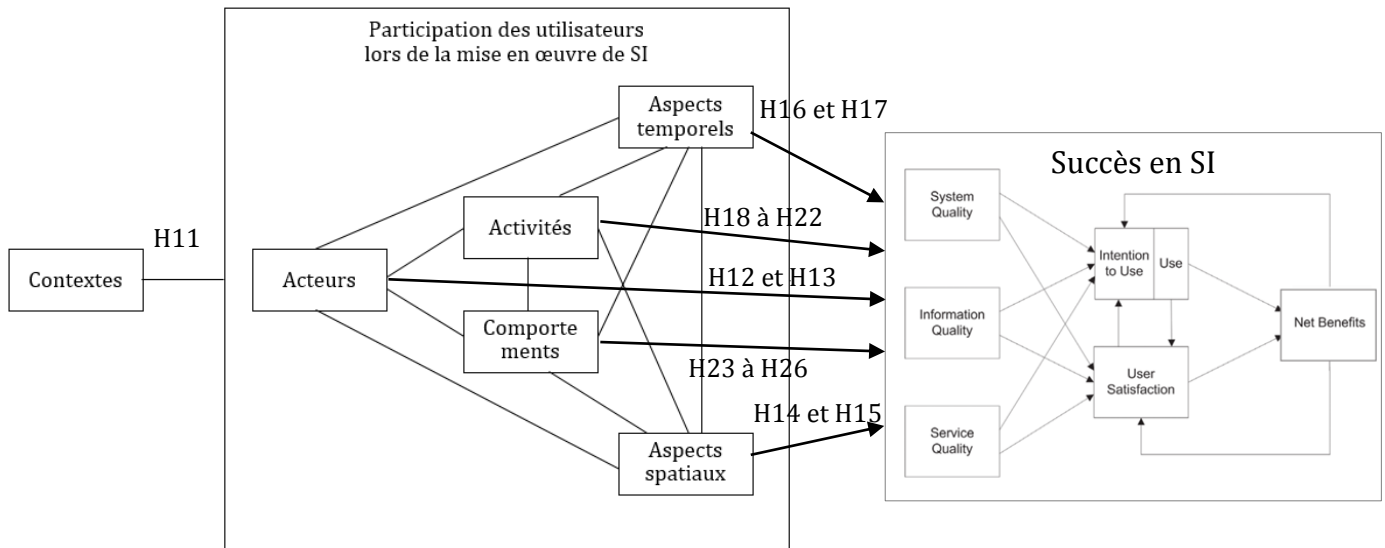 Participation des utilisateurs
lors de la mise en œuvre de SI
Aspects
temporels
H16 et H17
Succès en SI
System
Quality
Activités
H18 à H22
H11
Intention
to Use
Use
Contextes
Acteurs
H12 et H13
Information
Quality
Net Benefits
Comporte
ments
H23 à H26
User
Satisfaction
H14 et H15
Service
Quality
Aspects
spatiaux